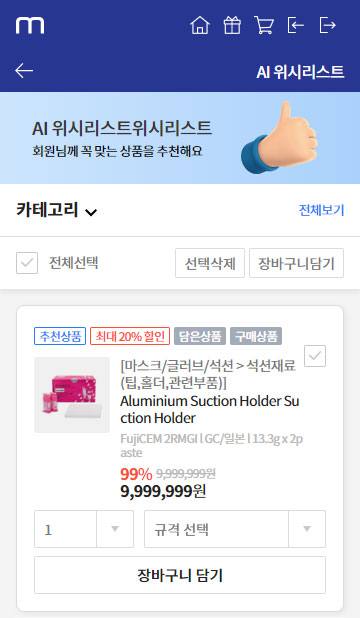 m
AI 위시리스트
AI 위시리스트위시리스트
회원님께 꼭 맞는 상품을 추천해요
카테고리
전체보기
전체선택
선택삭제
장바구니담기
추천상품 최대 20% 할인 담은상품 구매상품
[마스크/글러브/석션 > 석션재료
(팁,홀더,관련부품)]
Aluminium Suction Holder Su
ction Holder
FujiCEM 2RMGI l GC/일본 l 13.3g x 2p
aste
99% 9,999,999원
9,999,999원
1
규격 선택
장바구니 담기